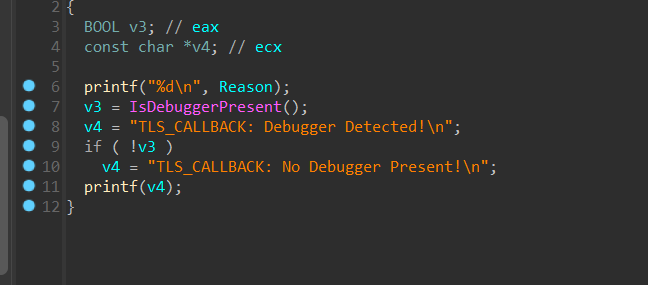 2 {
3 BOOL v3; // eax
4 const char *v4; // ecx
5
6 printf("%d\n", Reason);
7 v3 = IsDebuggerPresent();
8 v4 = "TLS_CALLBACK: Debugger Detected!\n";
9 if ( !v3 )
10 v4 = "TLS_CALLBACK: No Debugger Present!\n";
11 printf(v4);
12 }